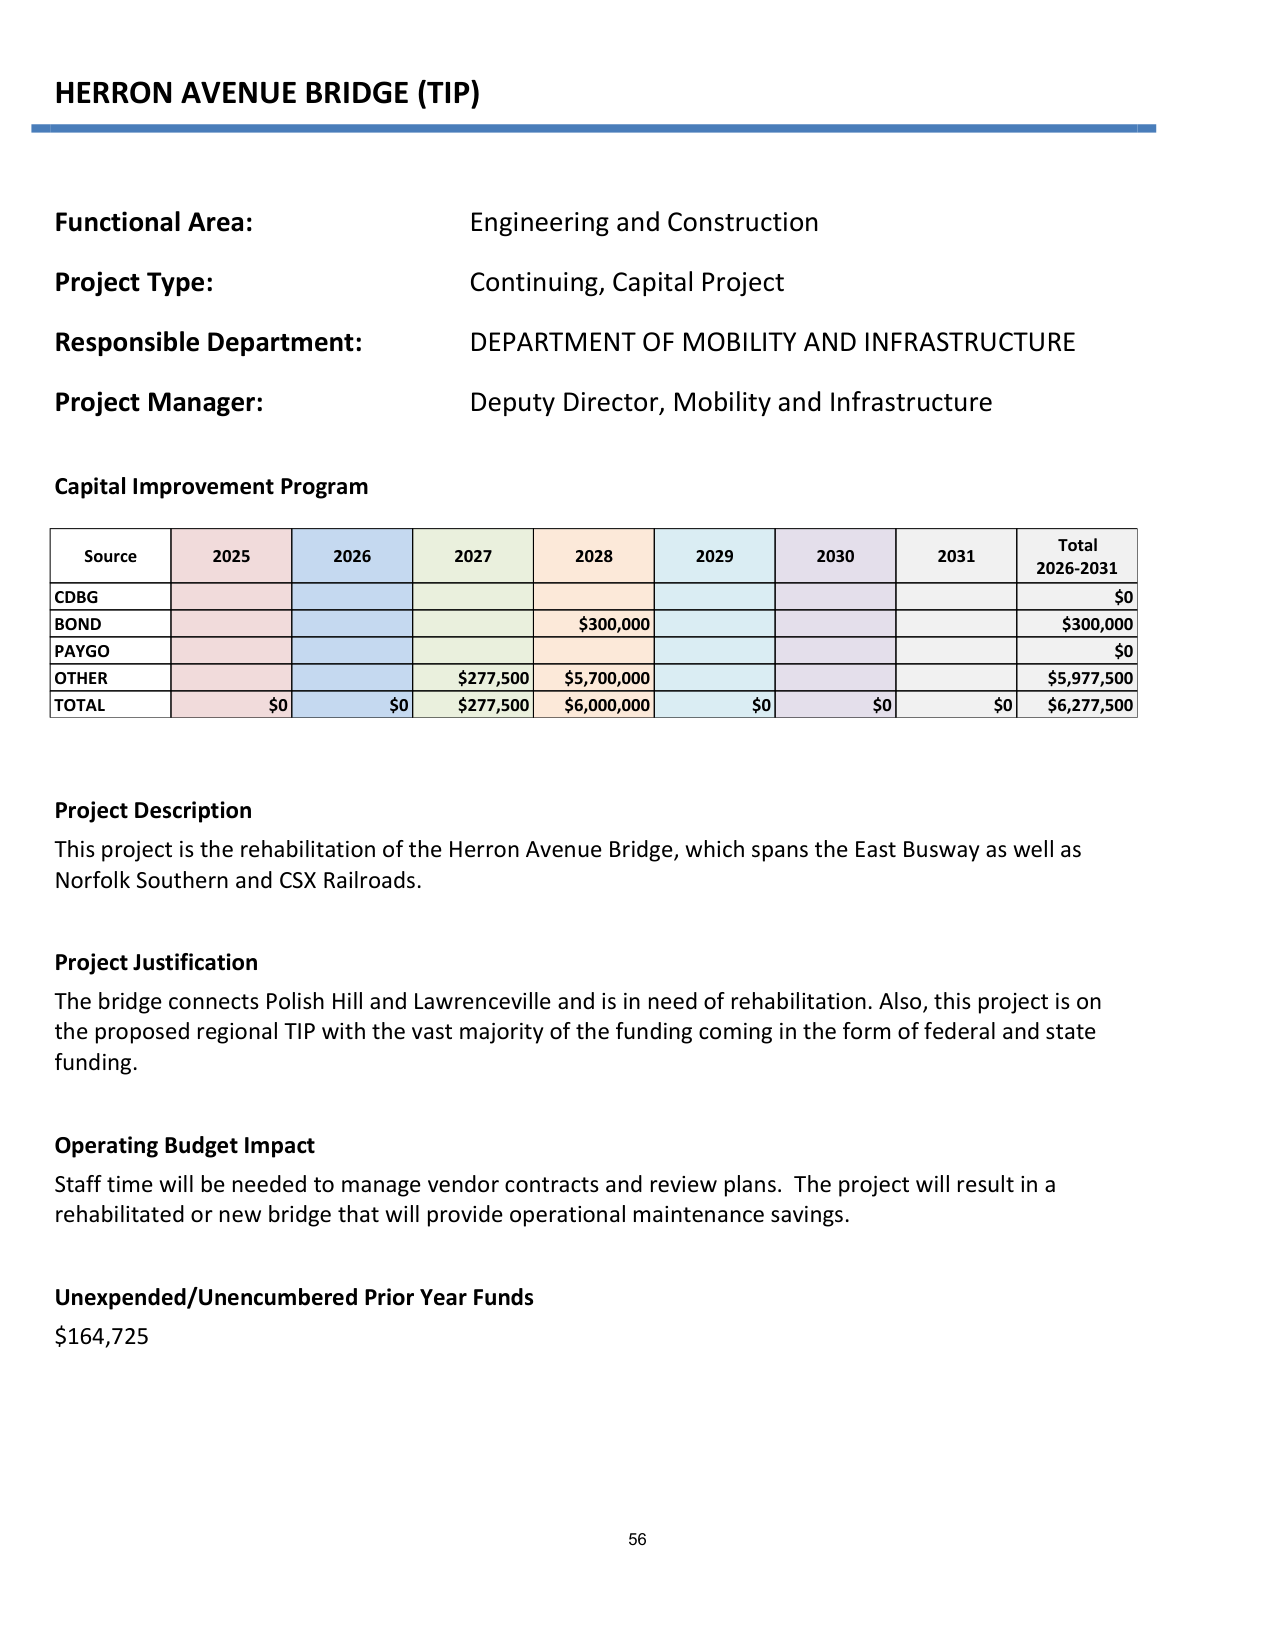 HERRON AVENUE BRIDGE (TIP)
Functional Area: Engineering and Construction
Project Type: Continuing, Capital Project
Responsible Department: DEPARTMENT OF MOBILITY AND INFRASTRUCTURE
Project Manager: Deputy Director, Mobility and Infrastructure
Capital Improvement Program
Source 2025 2026 2027 2028 2029 2030 2031 Total 2026-2031
CDBG $0
BOND $300,000 $300,000
PAYGO $0
OTHER $277,500 $5,700,000 $5,977,500
TOTAL $0 $0 $277,500 $6,000,000 $0 $0 $0 $6,277,500
Project Description
This project is the rehabilitation of the Herron Avenue Bridge, which spans the East Busway as well as
Norfolk Southern and CSX Railroads.
Project Justification
The bridge connects Polish Hill and Lawrenceville and is in need of rehabilitation. Also, this project is on
the proposed regional TIP with the vast majority of the funding coming in the form of federal and state
funding.
Operating Budget Impact
Staff time will be needed to manage vendor contracts and review plans.  The project will result in a
rehabilitated or new bridge that will provide operational maintenance savings.
Unexpended/Unencumbered Prior Year Funds
$164,725
56